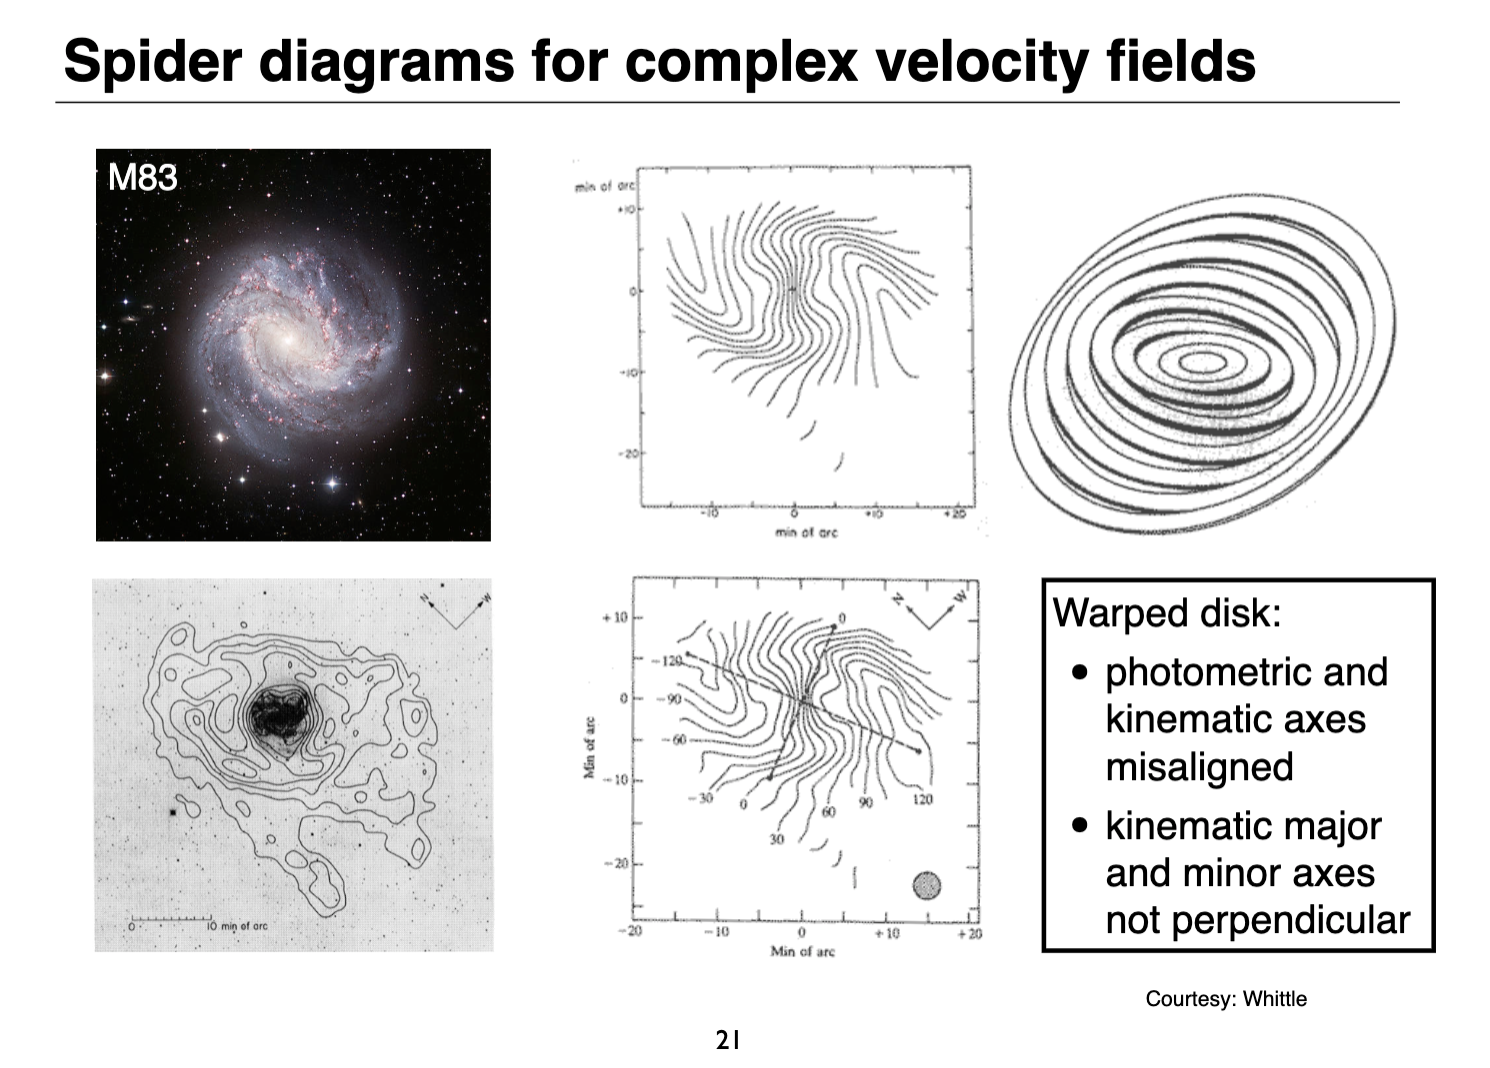 Spider diagrams for complex velocity fields
M83
min of arc
+10
0
-10
-20
-10 0 +10 +20
min of arc
N W
0 10 min of arc
N W
+10
0
-10
-20
Min of arc
0
-120
-90
-60
-30
0
30
60
90
120
-20 -10 0 +10 +20
Min of arc
Warped disk:
• photometric and
kinematic axes
misaligned
• kinematic major
and minor axes
not perpendicular
Courtesy: Whittle
21